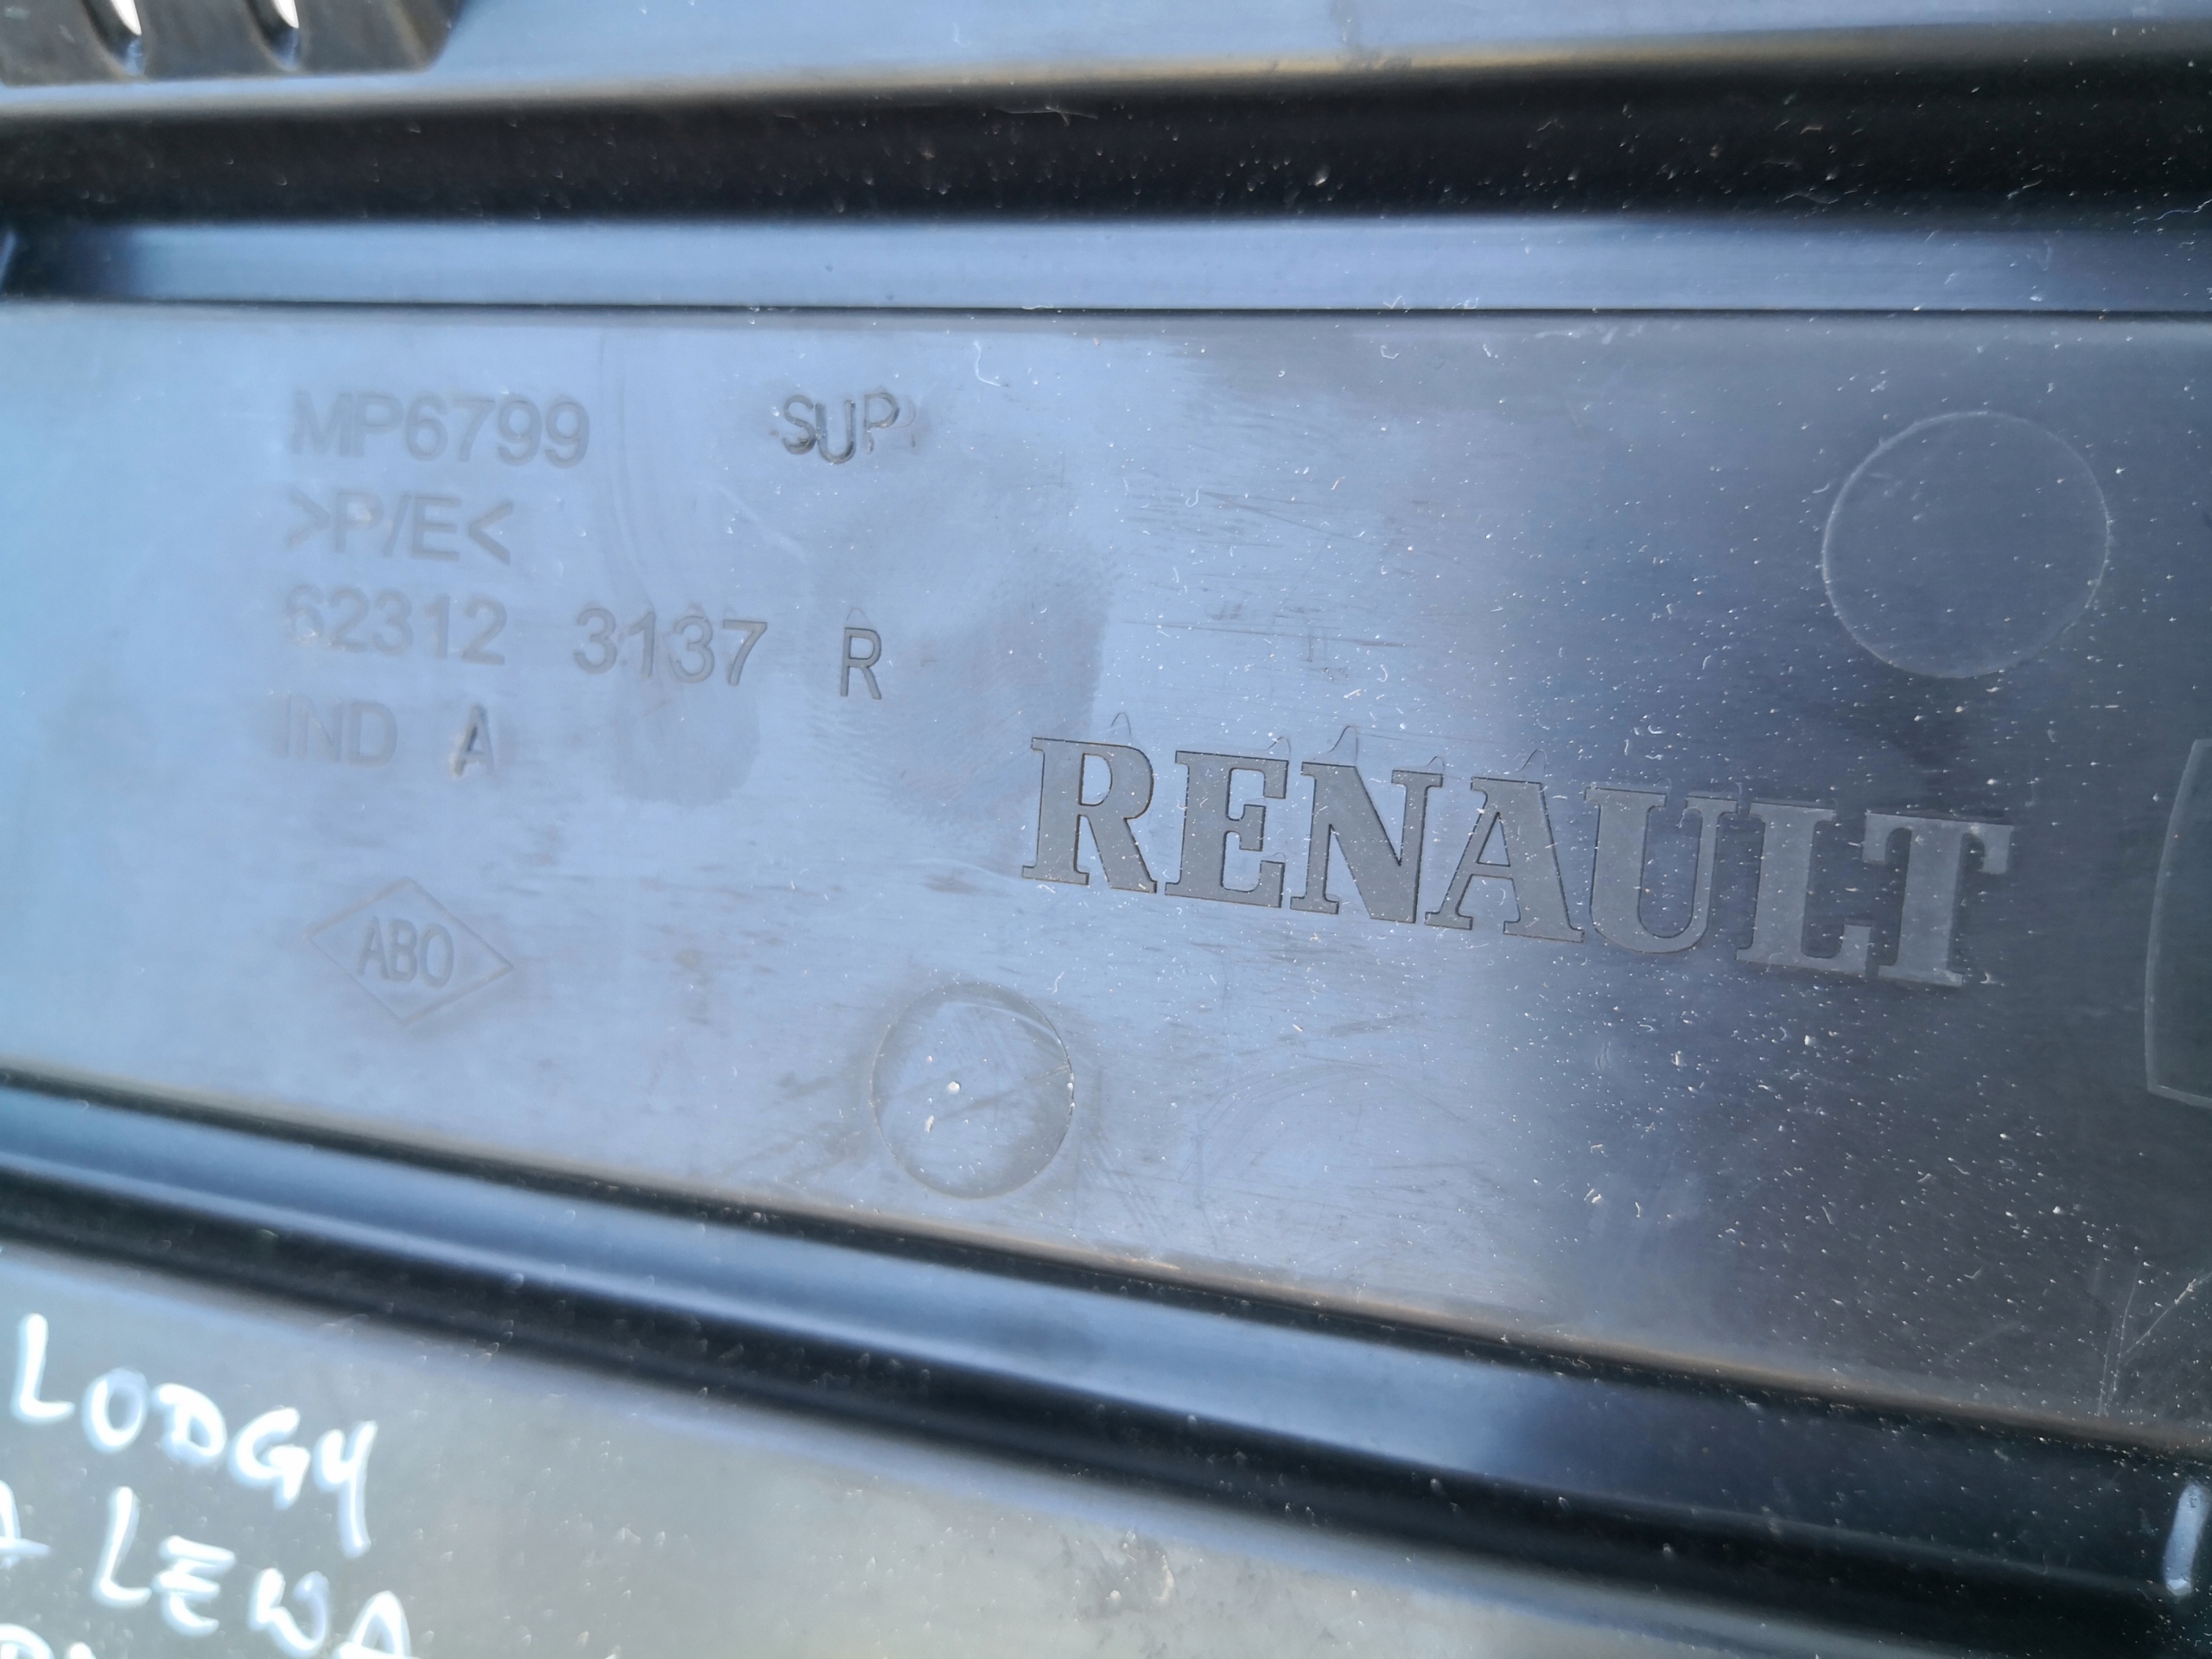 MP6799 SUP
>P/E<
62312 3137 R
IND A
RENAULT
ABO
LODGY
A LEWA